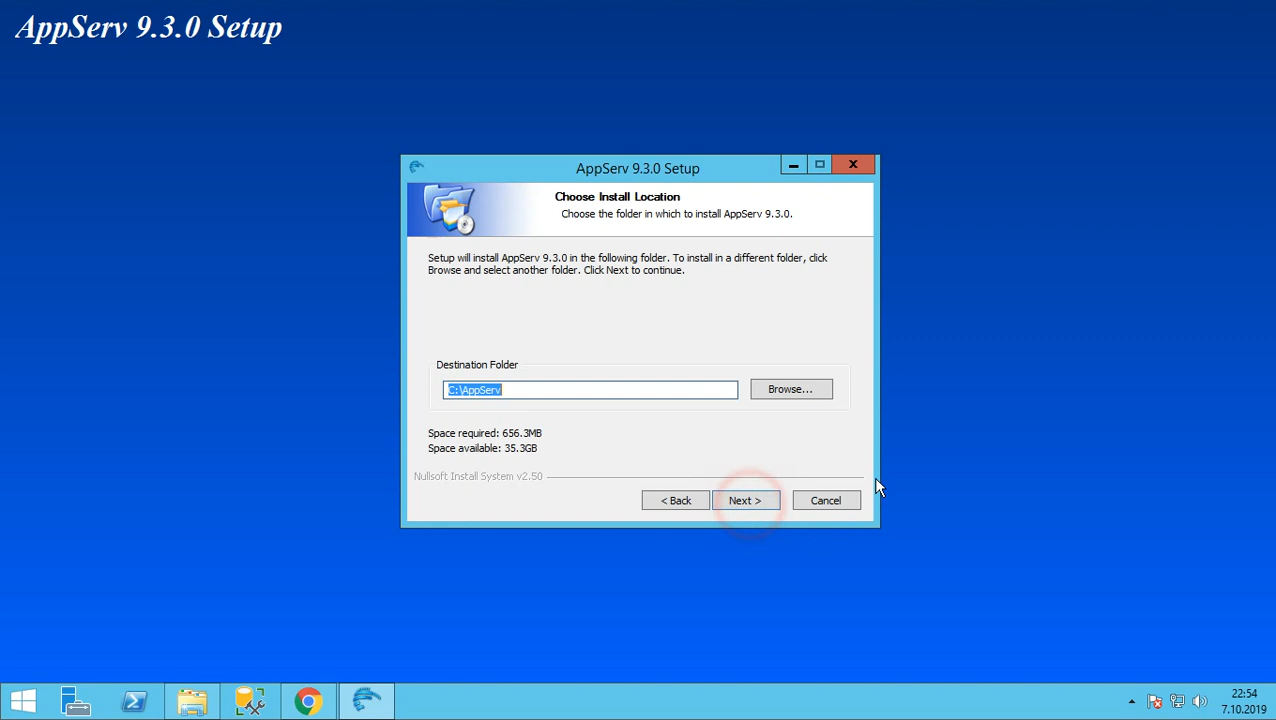 AppServ 9.3.0 Setup
AppServ 9.3.0 Setup
Choose Install Location
Choose the folder in which to install AppServ 9.3.0.
Setup will install AppServ 9.3.0 in the following folder. To install in a different folder, click
Browse and select another folder. Click Next to continue.
Destination Folder
C:\AppServ
Browse...
Space required: 656.3MB
Space available: 35.3GB
Nullsoft Install System v2.50
< Back
Next >
Cancel
22:54
7.10.2019